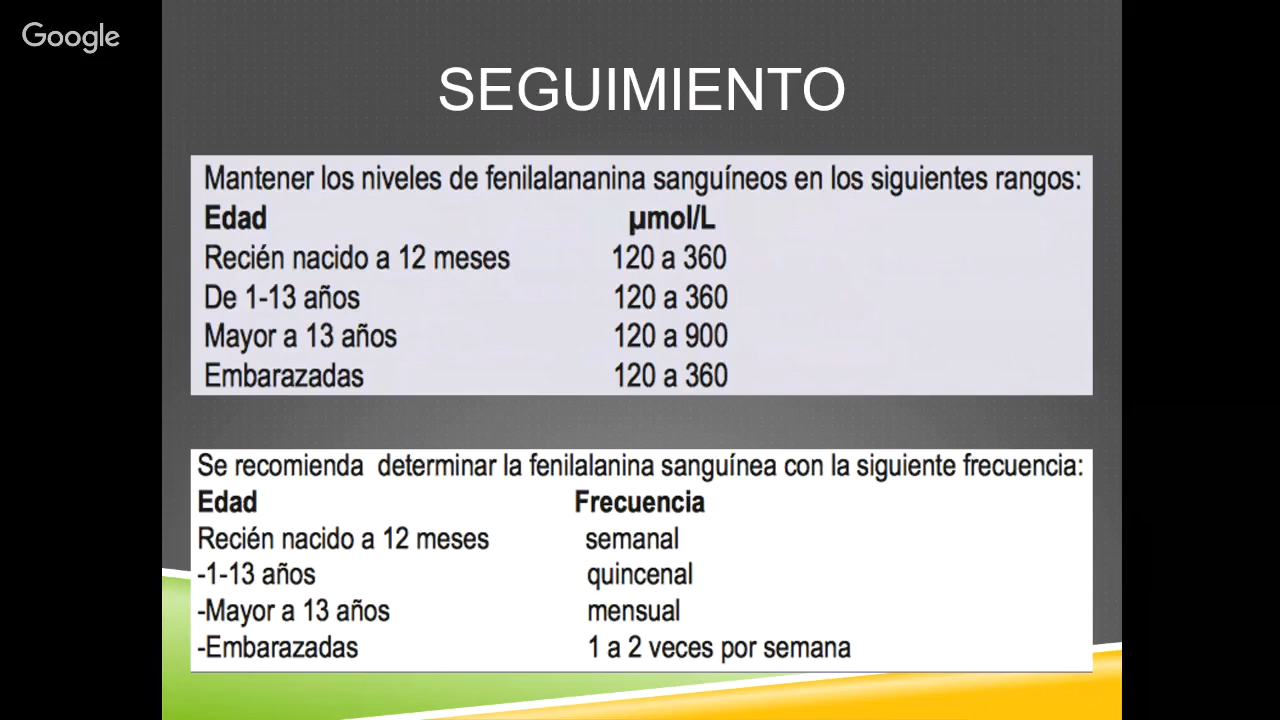 Google
SEGUIMIENTO
Mantener los niveles de fenilalananina sanguíneos en los siguientes rangos:
Edad µmol/L
Recién nacido a 12 meses 120 a 360
De 1-13 años 120 a 360
Mayor a 13 años 120 a 900
Embarazadas 120 a 360
Se recomienda determinar la fenilalanina sanguínea con la siguiente frecuencia:
Edad Frecuencia
Recién nacido a 12 meses semanal
-1-13 años quincenal
-Mayor a 13 años mensual
-Embarazadas 1 a 2 veces por semana